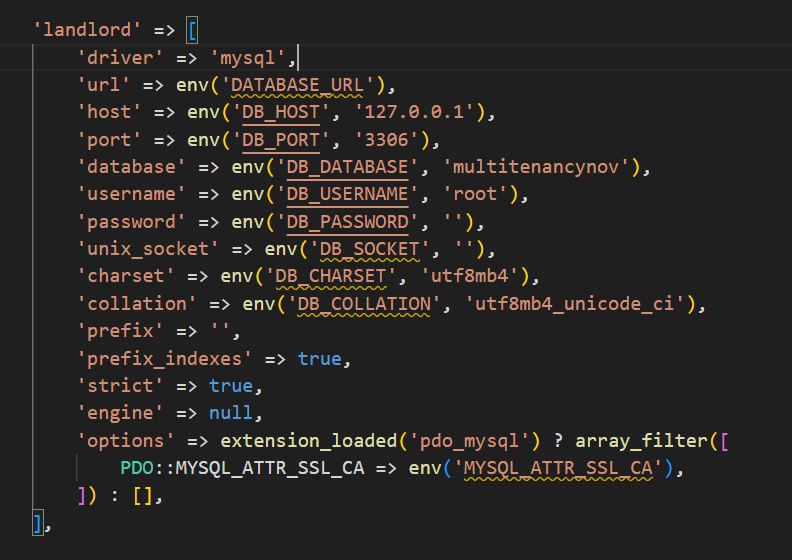 'landlord' => [
'driver' => 'mysql',
'url' => env('DATABASE_URL'),
'host' => env('DB_HOST', '127.0.0.1'),
'port' => env('DB_PORT', '3306'),
'database' => env('DB_DATABASE', 'multitenancynov'),
'username' => env('DB_USERNAME', 'root'),
'password' => env('DB_PASSWORD', ''),
'unix_socket' => env('DB_SOCKET', ''),
'charset' => env('DB_CHARSET', 'utf8mb4'),
'collation' => env('DB_COLLATION', 'utf8mb4_unicode_ci'),
'prefix' => '',
'prefix_indexes' => true,
'strict' => true,
'engine' => null,
'options' => extension_loaded('pdo_mysql') ? array_filter([
PDO::MYSQL_ATTR_SSL_CA => env('MYSQL_ATTR_SSL_CA'),
]) : [],
],